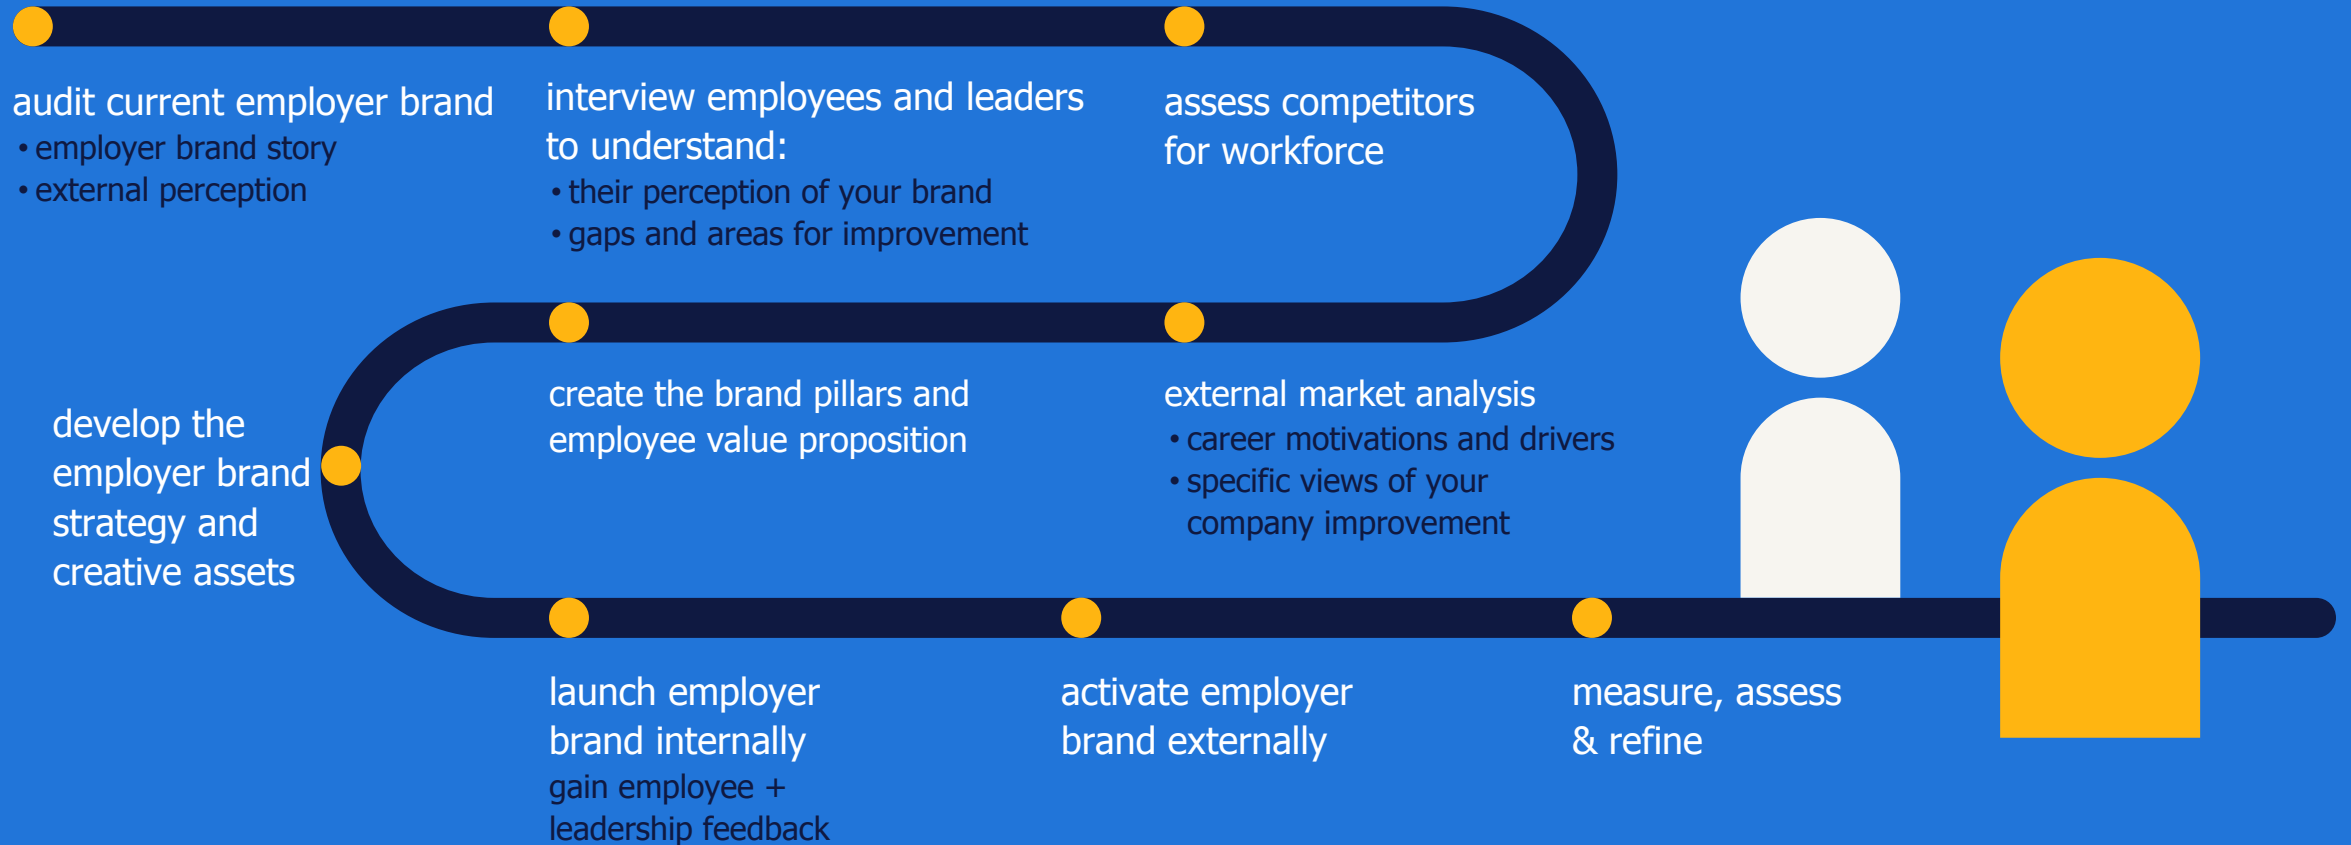 audit current employer brand
• employer brand story
• external perception
interview employees and leaders
to understand:
• their perception of your brand
• gaps and areas for improvement
assess competitors
for workforce
external market analysis
• career motivations and drivers
• specific views of your
company improvement
create the brand pillars and
employee value proposition
develop the
employer brand
strategy and
creative assets
launch employer
brand internally
gain employee +
leadership feedback
activate employer
brand externally
measure, assess
& refine